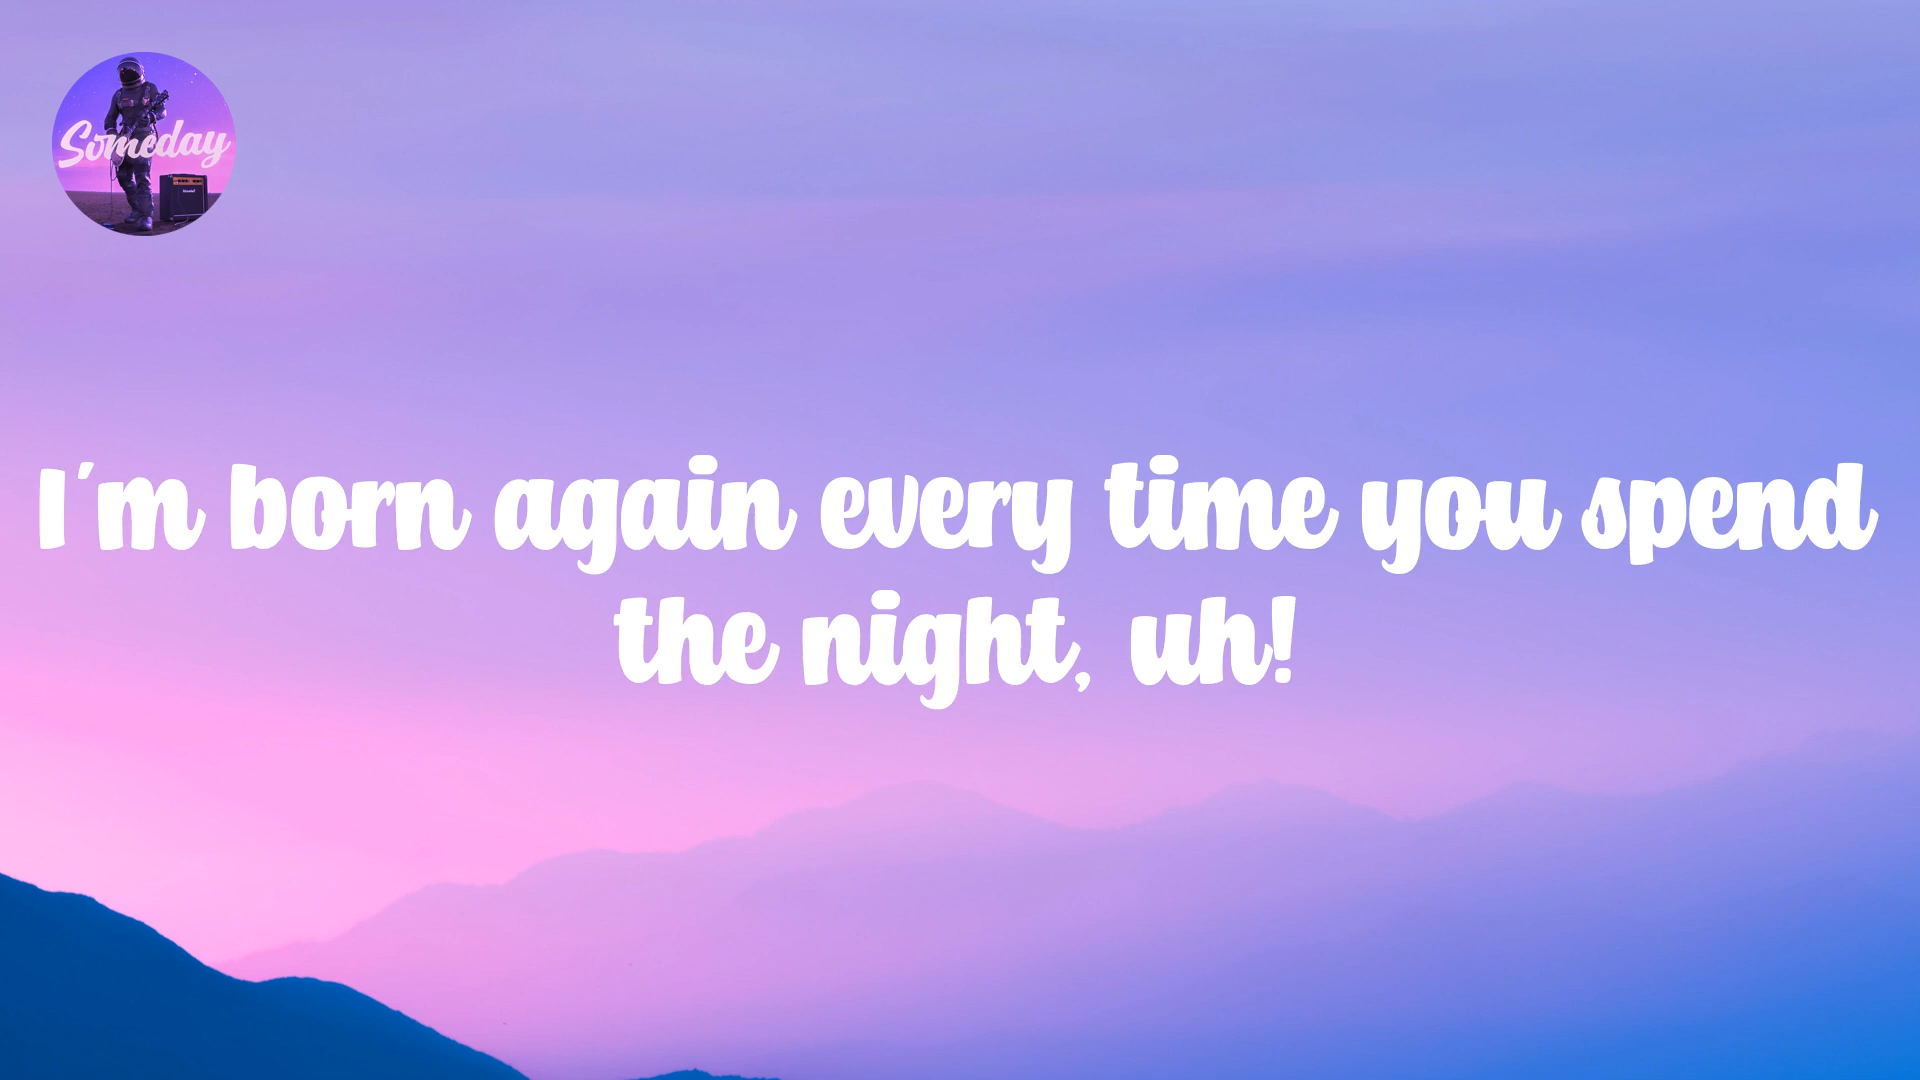 Someday
I'm born again every time you spend
the night, uh!